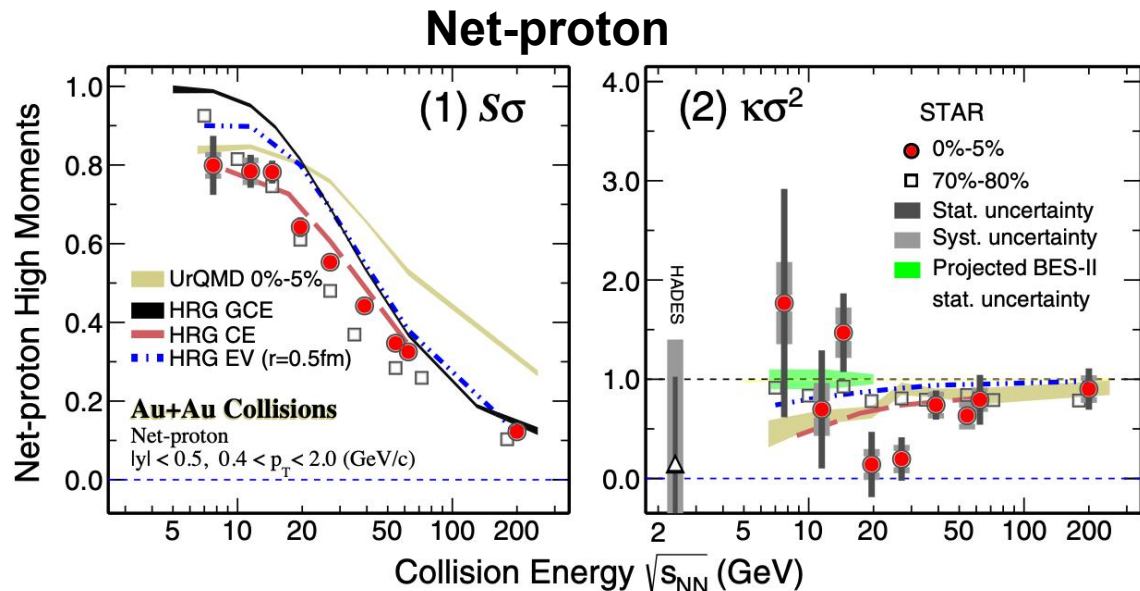 Net-proton
Net-proton High Moments
(1) Sσ
1.0
0.8
0.6
0.4
0.2
0.0
UrQMD 0%-5%
HRG GCE
HRG CE
HRG EV (r=0.5fm)
Au+Au Collisions
Net-proton
|y| < 0.5, 0.4 < p_T < 2.0 (GeV/c)
5 10 20 50 100 200
(2) κσ²
4.0
3.0
2.0
1.0
0.0
STAR
0%-5%
70%-80%
Stat. uncertainty
Syst. uncertainty
Projected BES-II
stat. uncertainty
HADES
2 5 10 20 50 100 200
Collision Energy √s_NN (GeV)